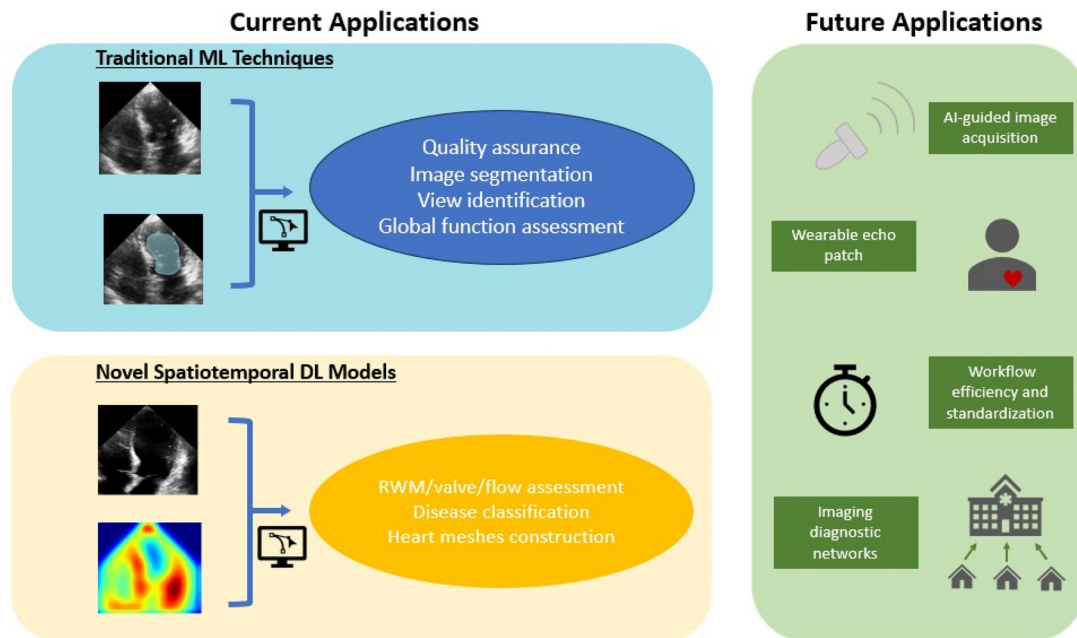 Current Applications
Traditional ML Techniques
Quality assurance
Image segmentation
View identification
Global function assessment
Novel Spatiotemporal DL Models
RWM/valve/flow assessment
Disease classification
Heart meshes construction
Future Applications
AI-guided image
acquisition
Wearable echo
patch
Workflow
efficiency and
standardization
Imaging
diagnostic
networks